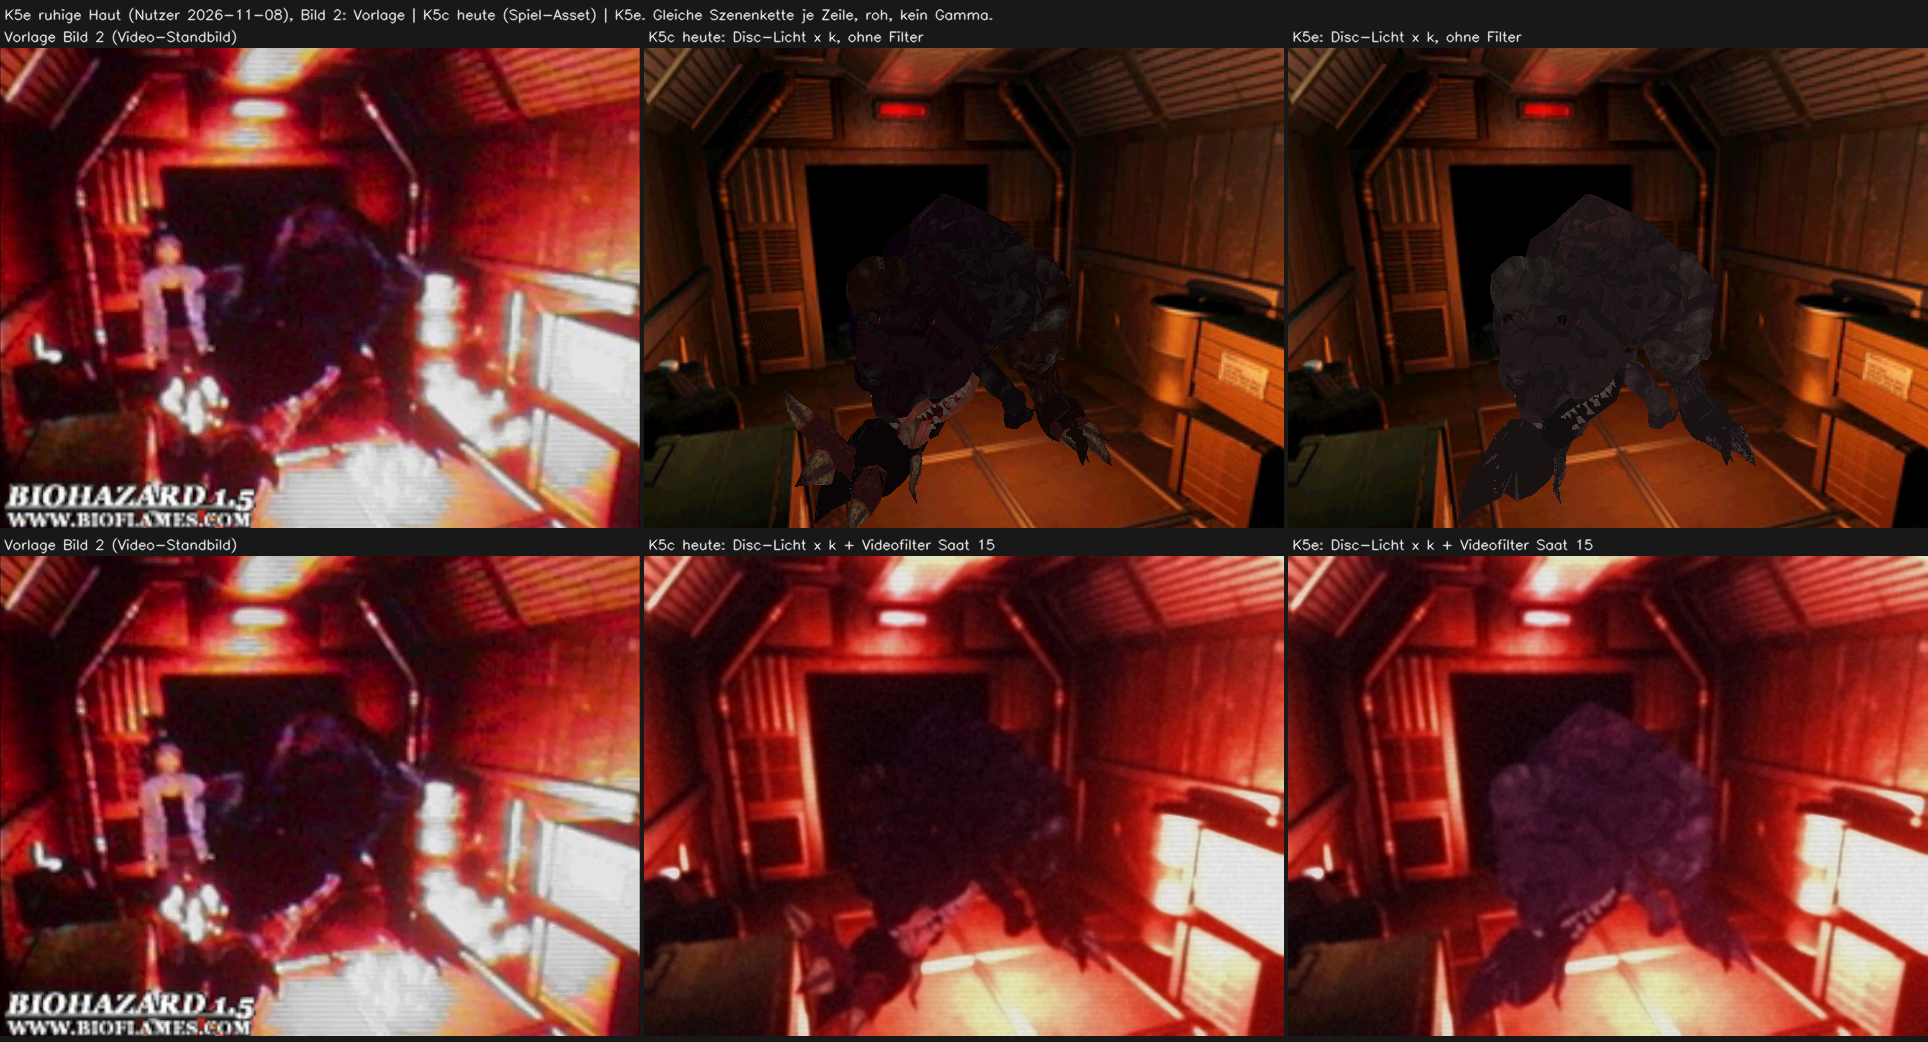 K5e ruhige Haut (Nutzer 2026-11-08), Bild 2: Vorlage | K5c heute (Spiel-Asset) | K5e. Gleiche Szenenkette je Zeile, roh, kein Gamma.
Vorlage Bild 2 (Video-Standbild)
K5c heute: Disc-Licht x k, ohne Filter
K5e: Disc-Licht x k, ohne Filter
BIOHAZARD 1.5
WWW.BIOFLAMES.COM
Vorlage Bild 2 (Video-Standbild)
K5c heute: Disc-Licht x k + Videofilter Saat 15
K5e: Disc-Licht x k + Videofilter Saat 15
BIOHAZARD 1.5
WWW.BIOFLAMES.COM